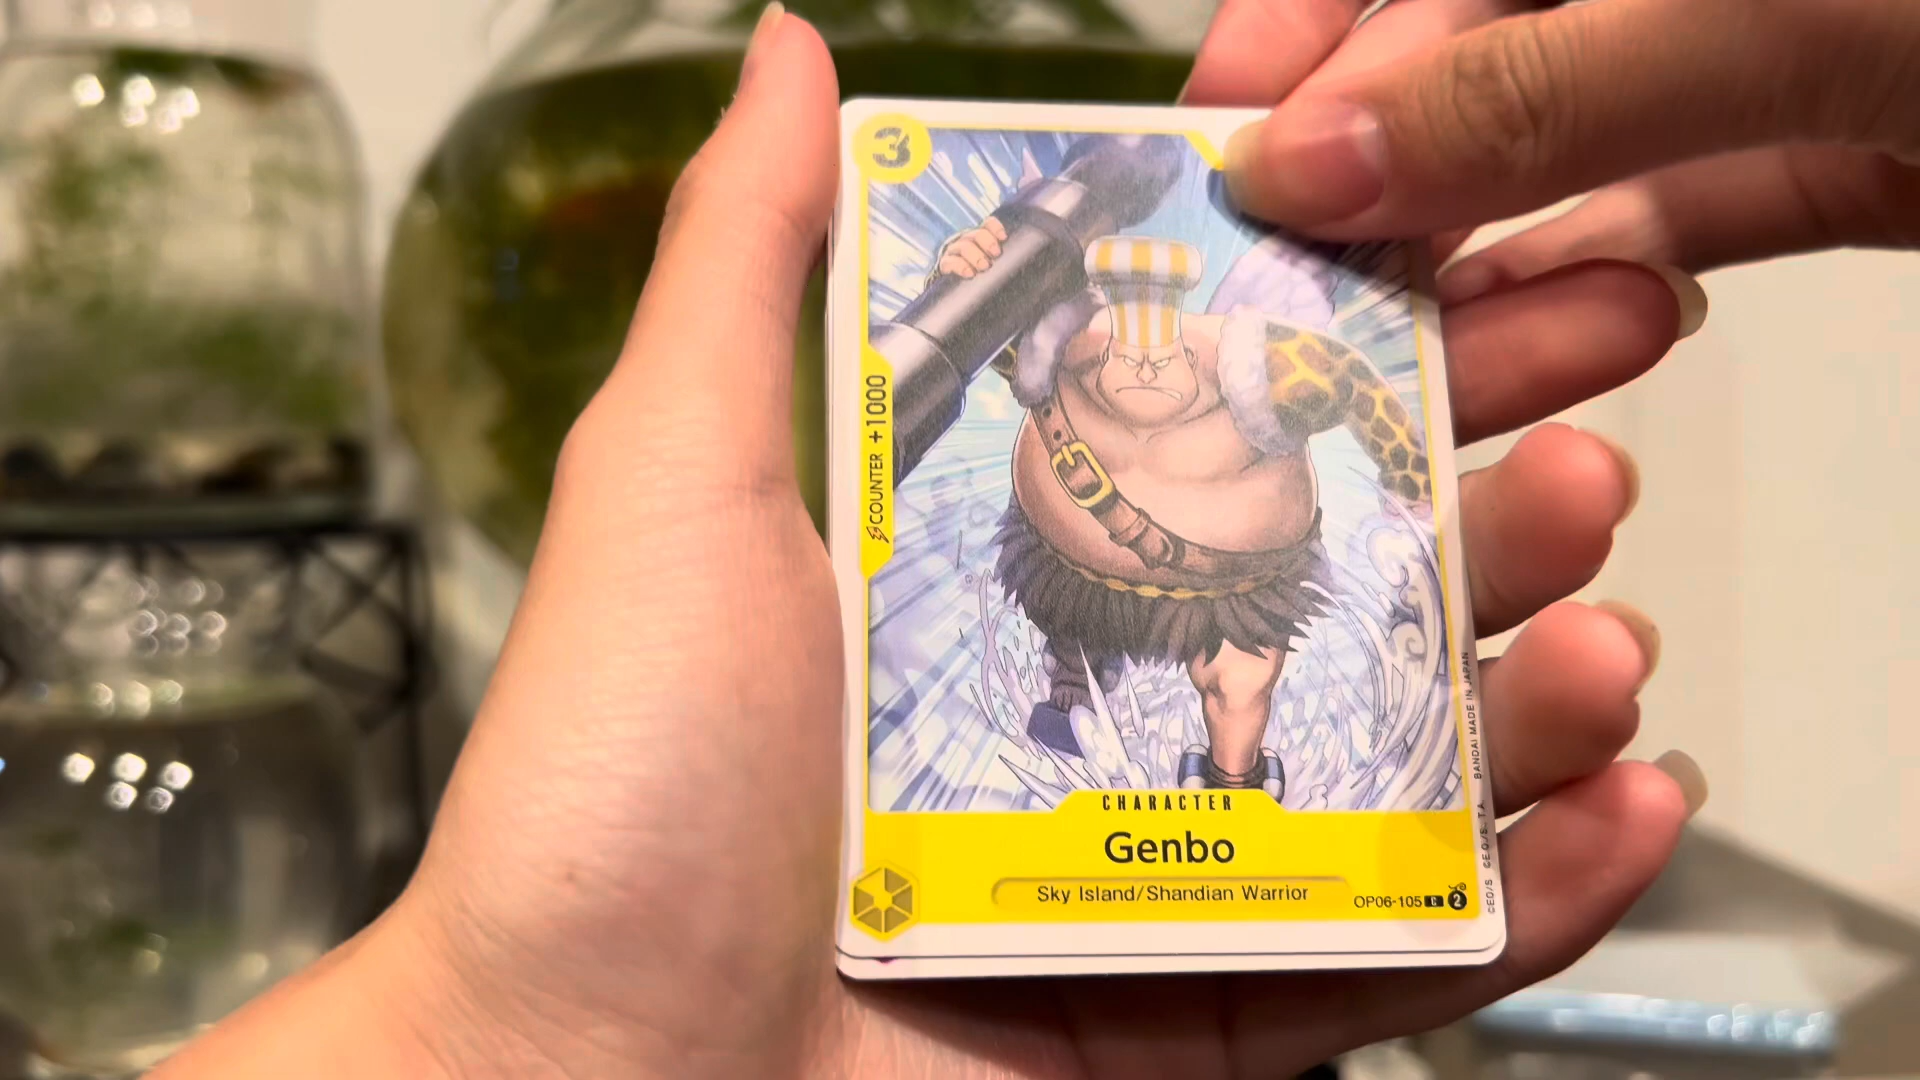 3
COUNTER +1000
CHARACTER
Genbo
Sky Island/Shandian Warrior
OP06-105 C 2
©E.O./S ©E.O./S. T.A BANDAI MADE IN JAPAN